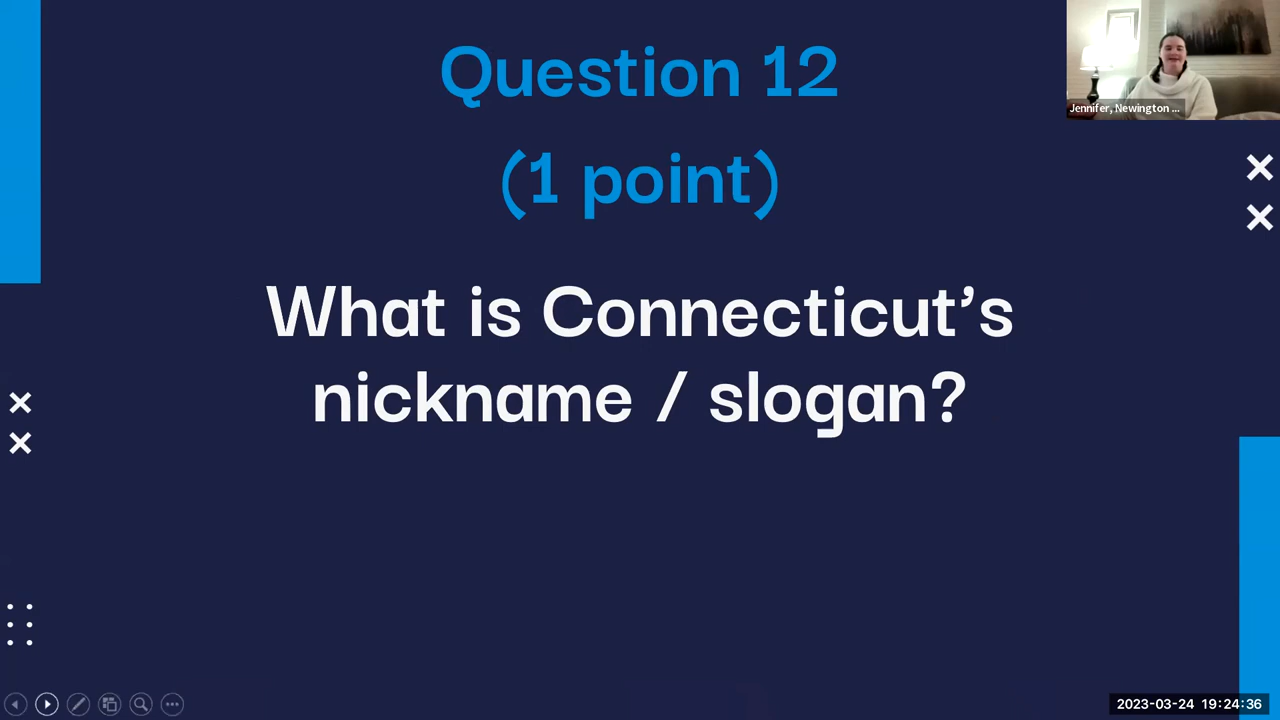 Question 12
(1 point)
What is Connecticut’s
nickname / slogan?
Jennifer, Newington ...
2023-03-24 19:24:36